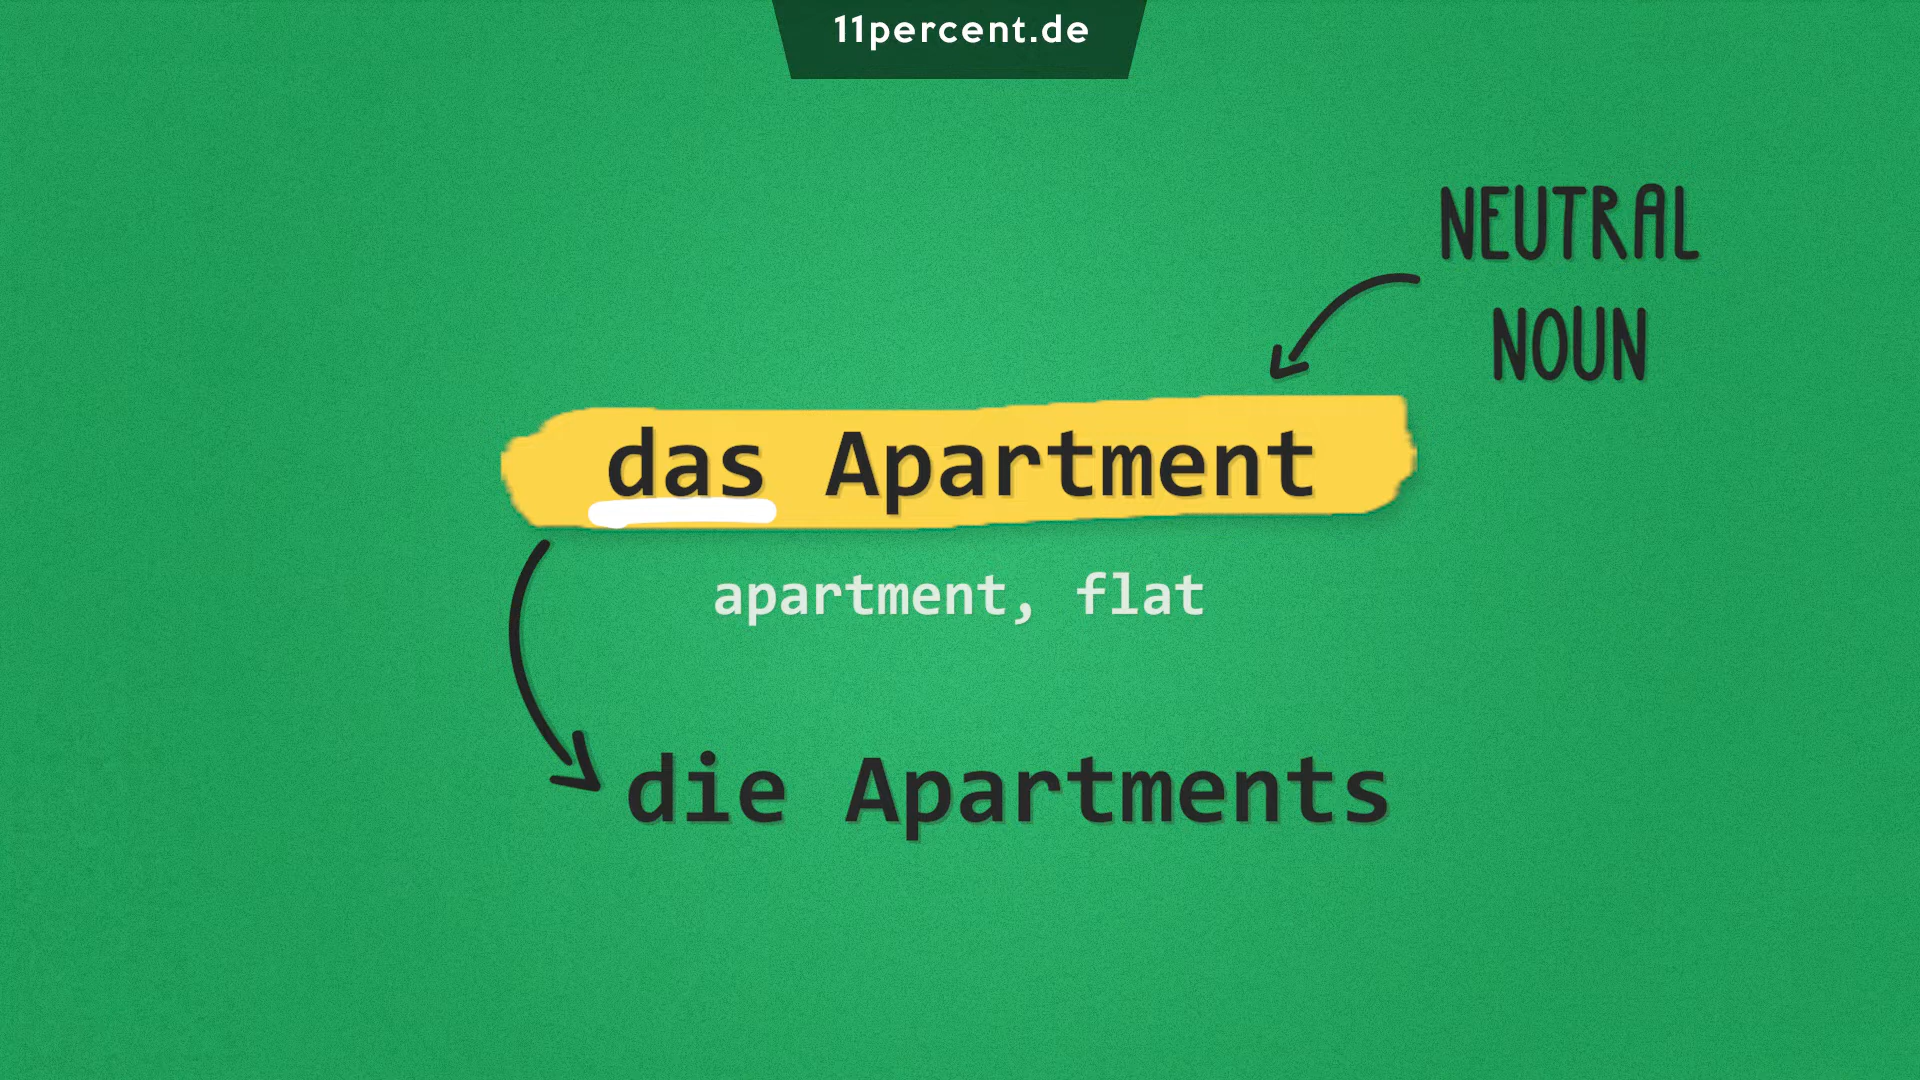 11percent.de
NEUTRAL
NOUN
das Apartment
apartment, flat
die Apartments